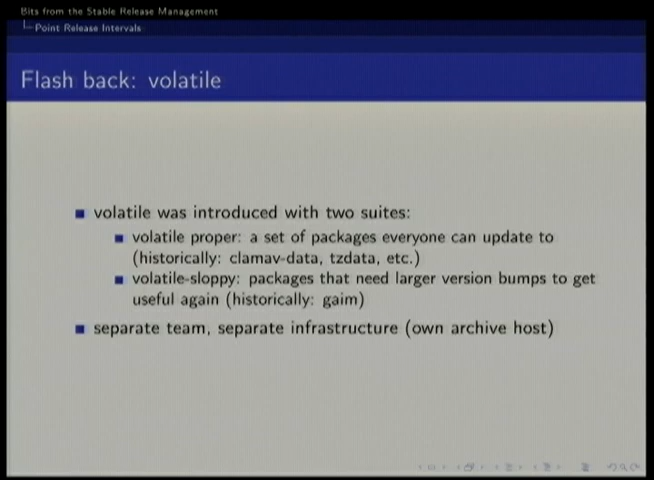 Bits from the Stable Release Management
Point Release Intervals
Flash back: volatile
volatile was introduced with two suites:
volatile proper: a set of packages everyone can update to
(historically: clamav-data, tzdata, etc.)
volatile-sloppy: packages that need larger version bumps to get
useful again (historically: gaim)
separate team, separate infrastructure (own archive host)